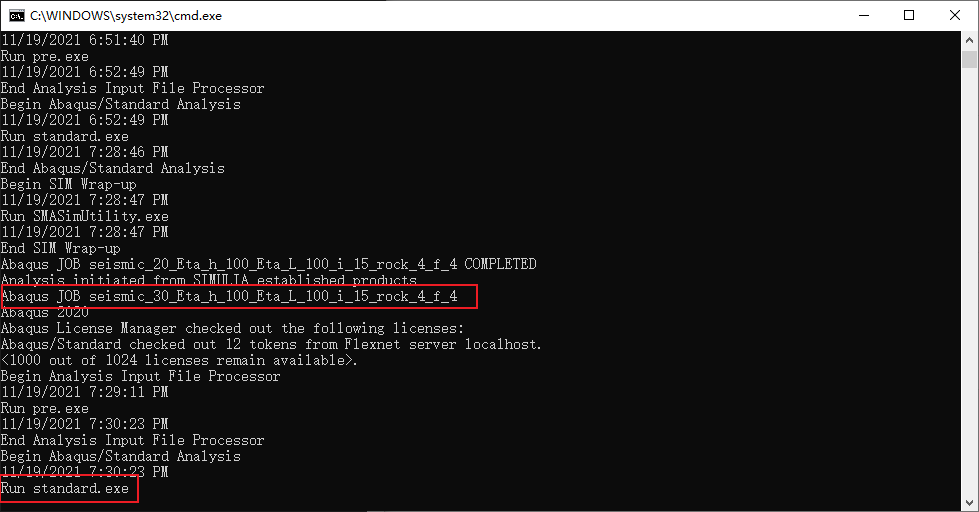 C:\WINDOWS\system32\cmd.exe
11/19/2021 6:51:40 PM
Run pre.exe
11/19/2021 6:52:49 PM
End Analysis Input File Processor
Begin Abaqus/Standard Analysis
11/19/2021 6:52:49 PM
Run standard.exe
11/19/2021 7:28:46 PM
End Abaqus/Standard Analysis
Begin SIM Wrap-up
11/19/2021 7:28:47 PM
Run SMASimUtility.exe
11/19/2021 7:28:47 PM
End SIM Wrap-up
Abaqus JOB seismic_20_Eta_h_100_Eta_L_100_i_15_rock_4_f_4 COMPLETED
Analysis initiated from SIMULIA established products
Abaqus JOB seismic_30_Eta_h_100_Eta_L_100_i_15_rock_4_f_4
Abaqus 2020
Abaqus License Manager checked out the following licenses:
Abaqus/Standard checked out 12 tokens from Flexnet server localhost.
<1000 out of 1024 licenses remain available>.
Begin Analysis Input File Processor
11/19/2021 7:29:11 PM
Run pre.exe
11/19/2021 7:30:23 PM
End Analysis Input File Processor
Begin Abaqus/Standard Analysis
11/19/2021 7:30:23 PM
Run standard.exe